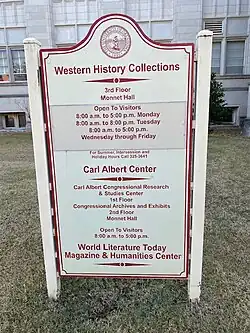 Western History Collections
3rd Floor
Monnet Hall
Open To Visitors
8:00 a.m. to 5:00 p.m. Monday
8:00 a.m. to 8:00 p.m. Tuesday
8:00 a.m. to 5:00 p.m.
Wednesday through Friday
For Summer, Intersession and
Holiday Hours Call 325-3641
Carl Albert Center
Carl Albert Congressional Research
& Studies Center
1st Floor
Congressional Archives and Exhibits
2nd Floor
Monnet Hall
Open To Visitors
8:00 a.m. to 5:00 p.m.
World Literature Today
Magazine & Humanities Center